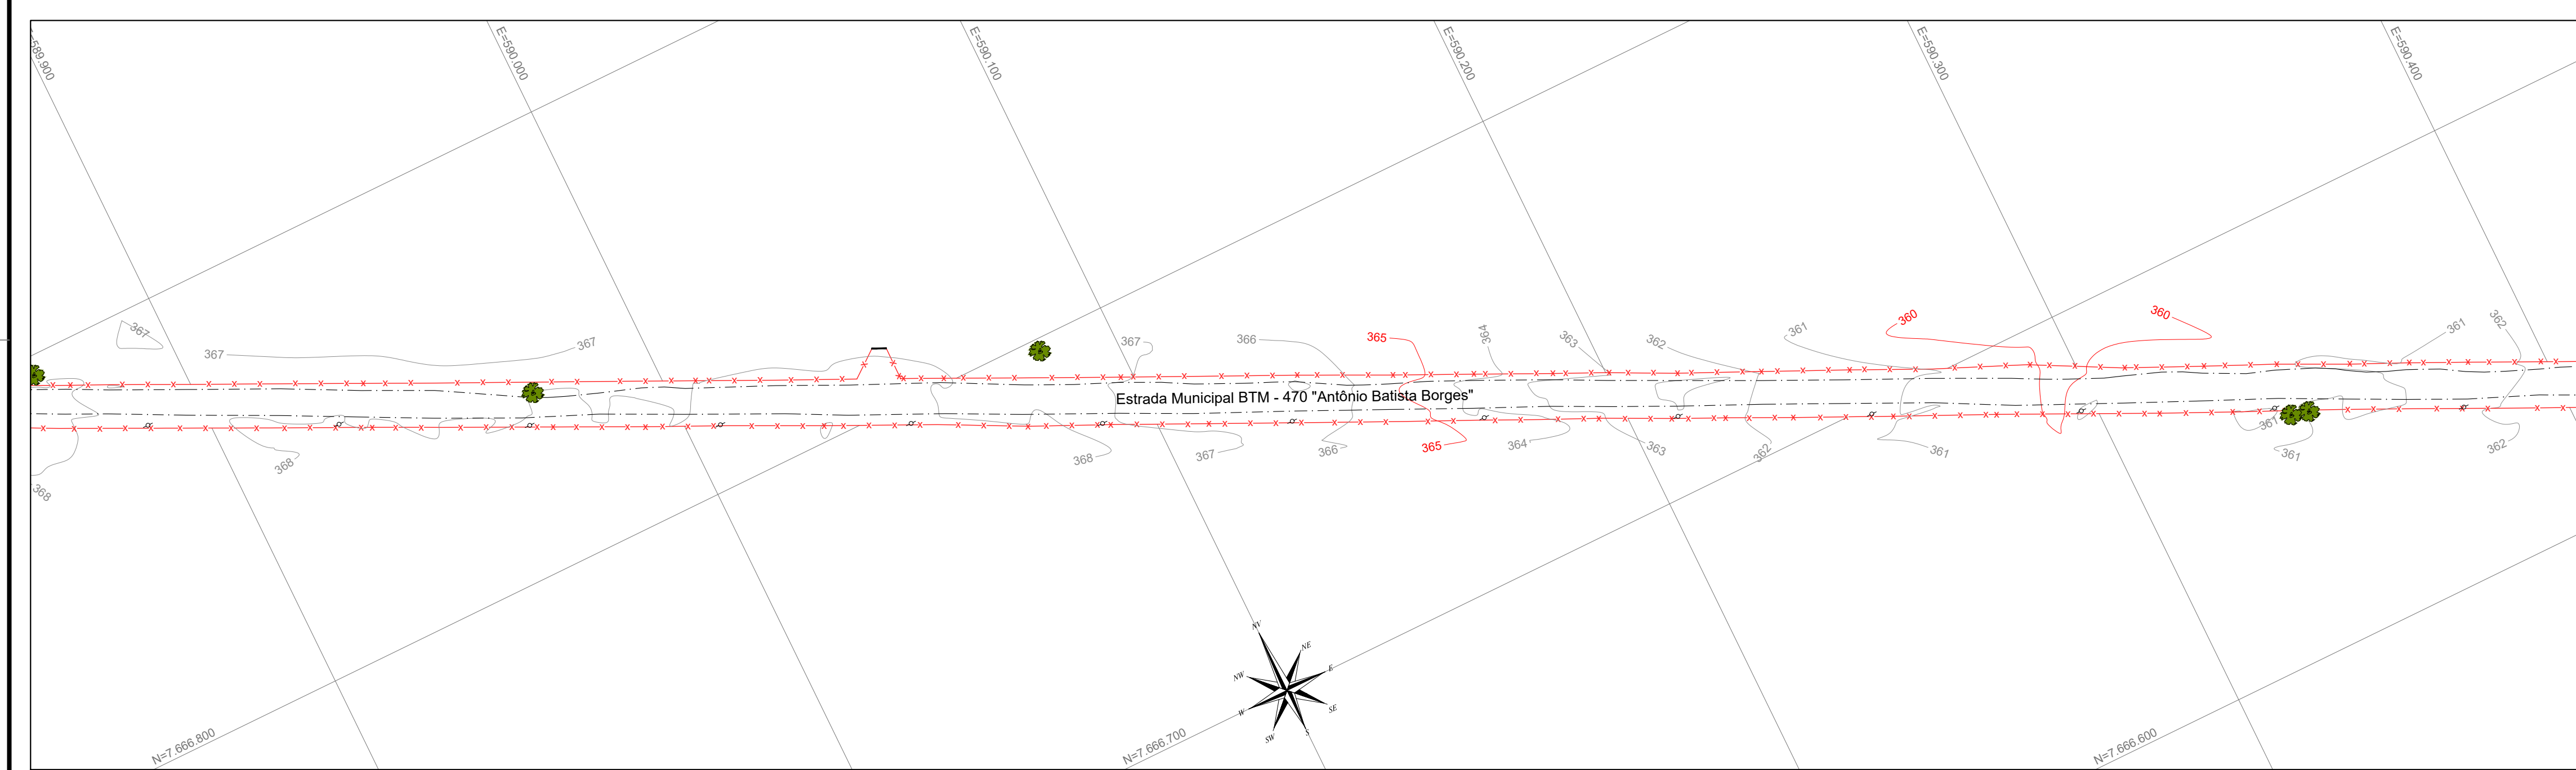 E=589.900
E=590.000
E=590.100
E=590.200
E=590.300
E=590.400
367
367
367
367
366
365
364
363
362
361
360
360
361
362
Estrada Municipal BTM - 470 "Antônio Batista Borges"
368
368
368
367
366
365
364
363
362
361
361
361
362
NV
NE
E
SE
S
SW
W
NW
N=7.666.800
N=7.666.700
N=7.666.600